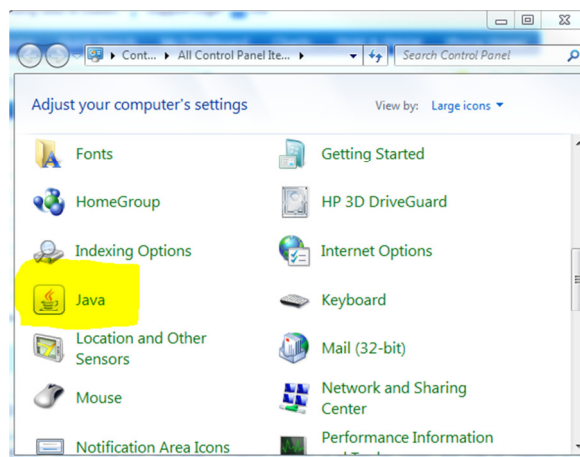 Cont... All Control Panel Ite... Search Control Panel
Adjust your computer's settings View by: Large icons
Fonts Getting Started
HomeGroup HP 3D DriveGuard
Indexing Options Internet Options
Java Keyboard
Location and Other
Sensors
Mail (32-bit)
Mouse
Network and Sharing
Center
Notification Area Icons
Performance Information